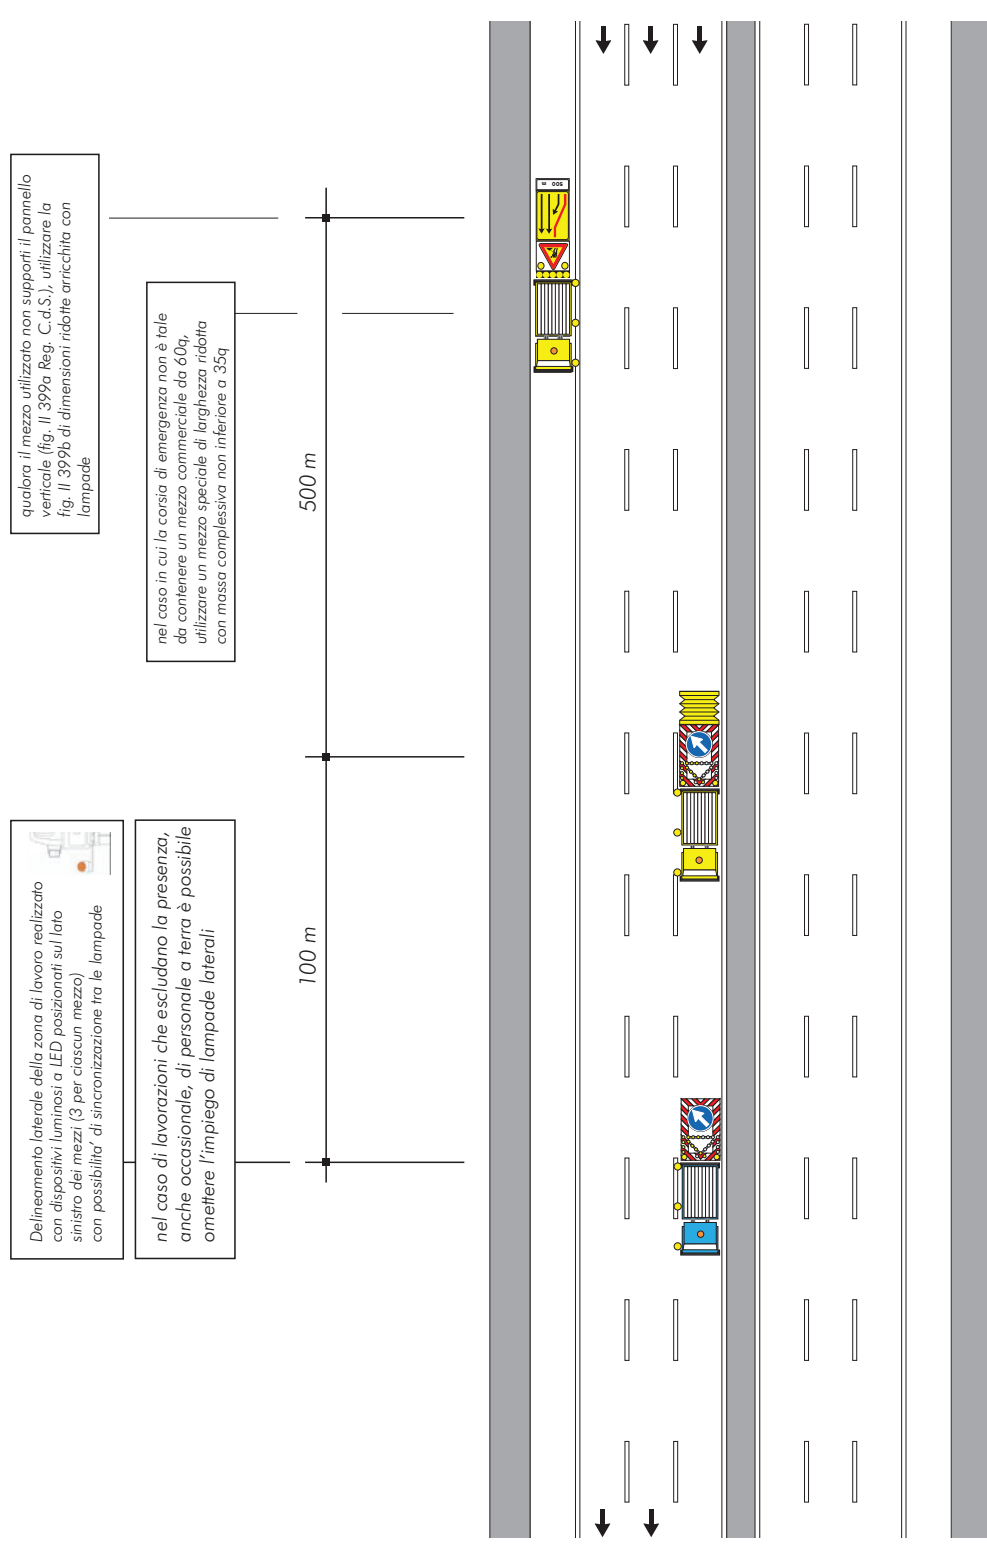 qualora il mezzo utilizzato non supporti il pannello
verticale (fig. II 399a Reg. C.d.S.), utilizzare la
fig. II 399b di dimensioni ridotte arricchita con
lampade
nel caso in cui la corsia di emergenza non è tale
da contenere un mezzo commerciale da 60q,
utilizzare un mezzo speciale di larghezza ridotta
con massa complessiva non inferiore a 35q
500 m
500 m
Delineamento laterale della zona di lavoro realizzato
con dispositivi luminosi a LED posizionati sul lato
sinistro dei mezzi (3 per ciascun mezzo)
con possibilita' di sincronizzazione tra le lampade
nel caso di lavorazioni che escludano la presenza,
anche occasionale, di personale a terra è possibile
omettere l'impiego di lampade laterali
100 m